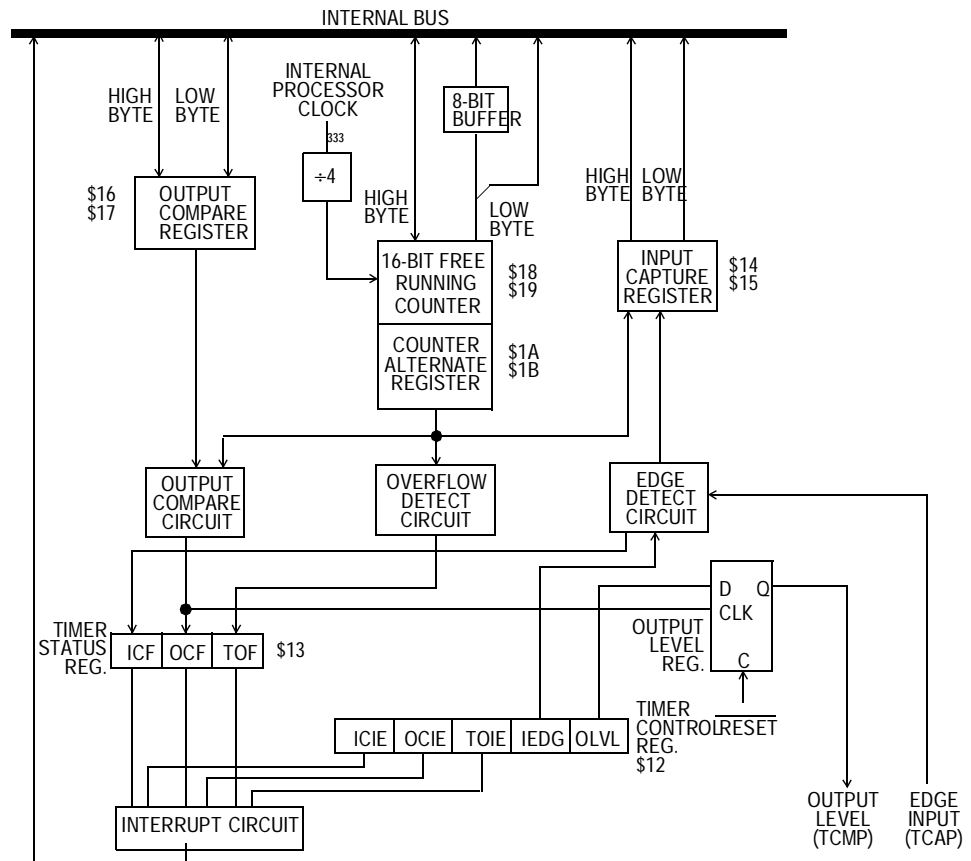 INTERNAL BUS
HIGH
BYTE
LOW
BYTE
INTERNAL
PROCESSOR
CLOCK
333
÷4
8-BIT
BUFFER
HIGH
BYTE
LOW
BYTE
HIGH
BYTE
LOW
BYTE
$16
$17
OUTPUT
COMPARE
REGISTER
16-BIT FREE
RUNNING
COUNTER
$18
$19
COUNTER
ALTERNATE
REGISTER
$1A
$1B
INPUT
CAPTURE
REGISTER
$14
$15
OUTPUT
COMPARE
CIRCUIT
OVERFLOW
DETECT
CIRCUIT
EDGE
DETECT
CIRCUIT
D Q
CLK
C
OUTPUT
LEVEL
REG.
TIMER
STATUS
REG.
ICF OCF TOF
$13
RESET
TIMER
CONTROL
REG.
$12
ICIE OCIE TOIE IEDG OLVL
INTERRUPT CIRCUIT
OUTPUT
LEVEL
(TCMP)
EDGE
INPUT
(TCAP)